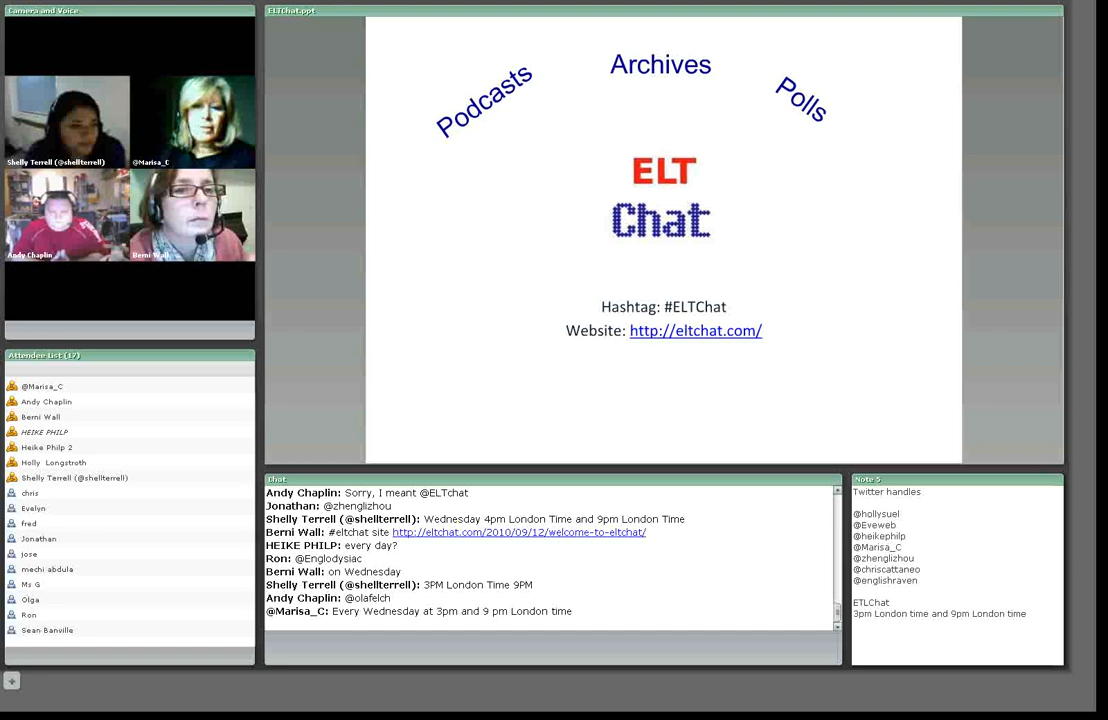 Camera and Voice
Shelly Terrell (@shellterrell)
@Marisa_C
Andy Chaplin
Berni Wall
Attendee List (17)
@Marisa_C
Andy Chaplin
Berni Wall
HEIKE PHILP
Heike Philp 2
Holly Longstroth
Shelly Terrell (@shellterrell)
chris
Evelyn
fred
Jonathan
jose
mechi abdula
Ms G
Olga
Ron
Sean Banville
ELTChat.ppt
Podcasts
Archives
Polls
ELT
Chat
Hashtag: #ELTChat
Website: http://eltchat.com/
Chat
Andy Chaplin: Sorry, I meant @ELTchat
Jonathan: @zhenglizhou
Shelly Terrell (@shellterrell): Wednesday 4pm London Time and 9pm London Time
Berni Wall: #eltchat site http://eltchat.com/2010/09/12/welcome-to-eltchat/
HEIKE PHILP: every day?
Ron: @Englodysiac
Berni Wall: on Wednesday
Shelly Terrell (@shellterrell): 3PM London Time 9PM
Andy Chaplin: @olafelch
@Marisa_C: Every Wednesday at 3pm and 9 pm London time
Note 5
Twitter handles
@hollysuel
@Eveweb
@heikephilp
@Marisa_C
@zhenglizhou
@chriscattaneo
@englishraven
ETLChat
3pm London time and 9pm London time